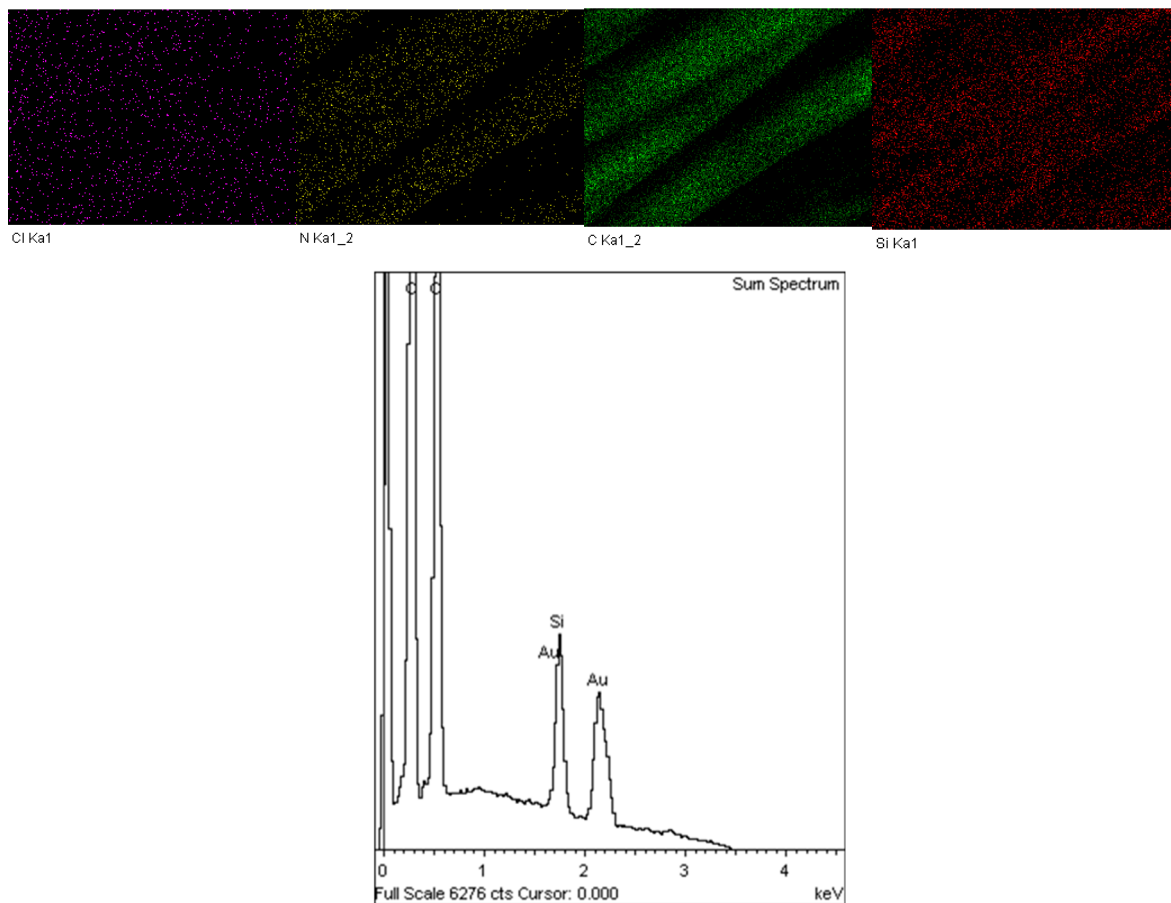 Cl Ka1
N Ka1_2
C Ka1_2
Si Ka1
Sum Spectrum
C
O
Si
Au
Au
0 1 2 3 4
Full Scale 6276 cts Cursor: 0.000 keV